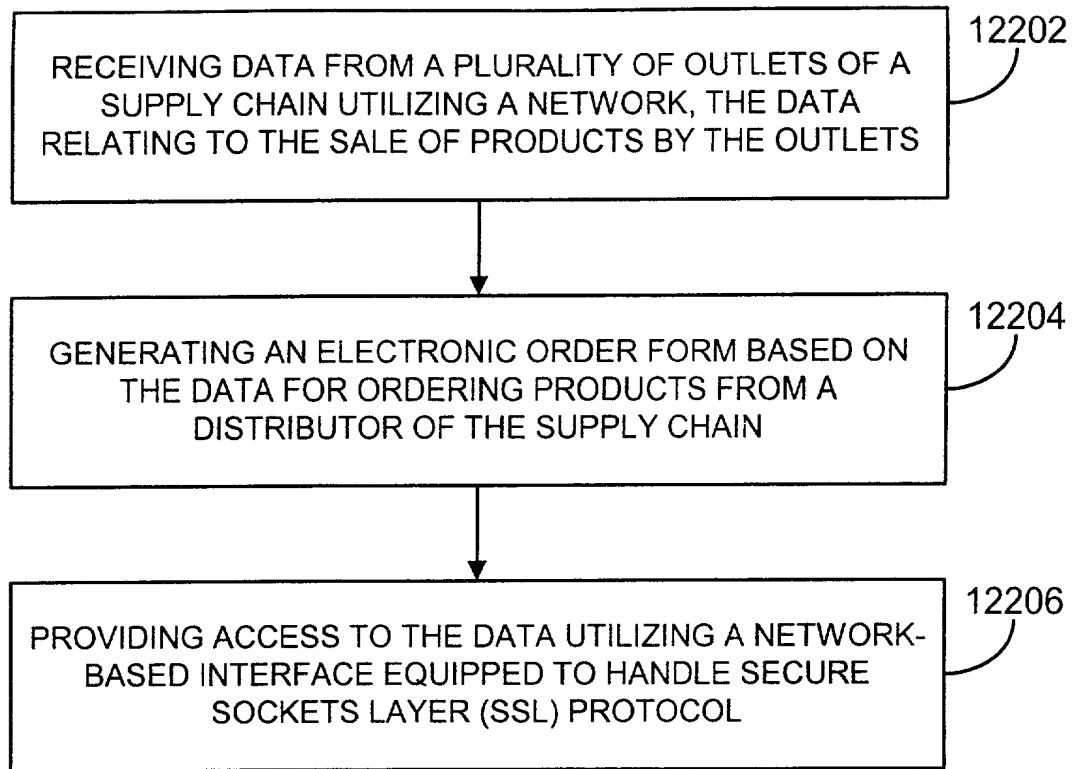 12202
RECEIVING DATA FROM A PLURALITY OF OUTLETS OF A
SUPPLY CHAIN UTILIZING A NETWORK, THE DATA
RELATING TO THE SALE OF PRODUCTS BY THE OUTLETS
12204
GENERATING AN ELECTRONIC ORDER FORM BASED ON
THE DATA FOR ORDERING PRODUCTS FROM A
DISTRIBUTOR OF THE SUPPLY CHAIN
12206
PROVIDING ACCESS TO THE DATA UTILIZING A NETWORK-
BASED INTERFACE EQUIPPED TO HANDLE SECURE
SOCKETS LAYER (SSL) PROTOCOL